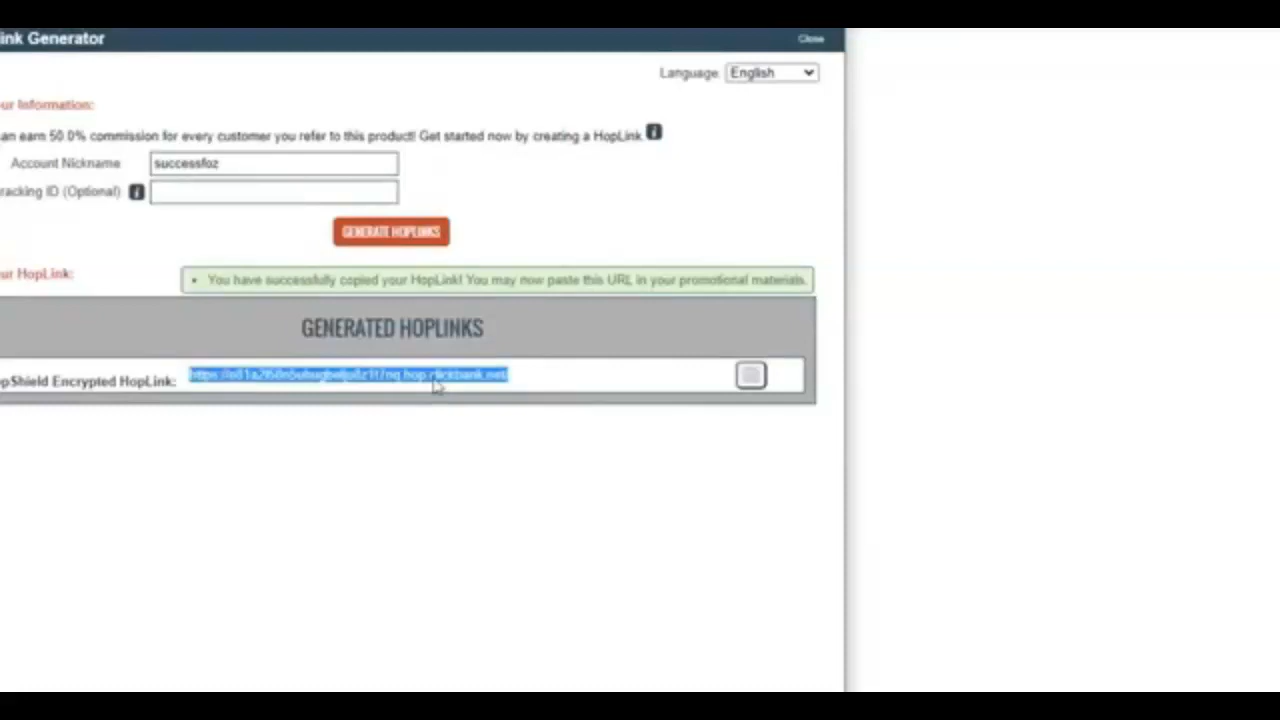 ink Generator
Close
Language English
ur Information:
an earn 50.0% commission for every customer you refer to this product! Get started now by creating a HopLink
Account Nickname successfoz
racking ID (Optional)
GENERATE HOPLINKS
ur HopLink:
• You have successfully copied your HopLink! You may now paste this URL in your promotional materials.
GENERATED HOPLINKS
pShield Encrypted HopLink: